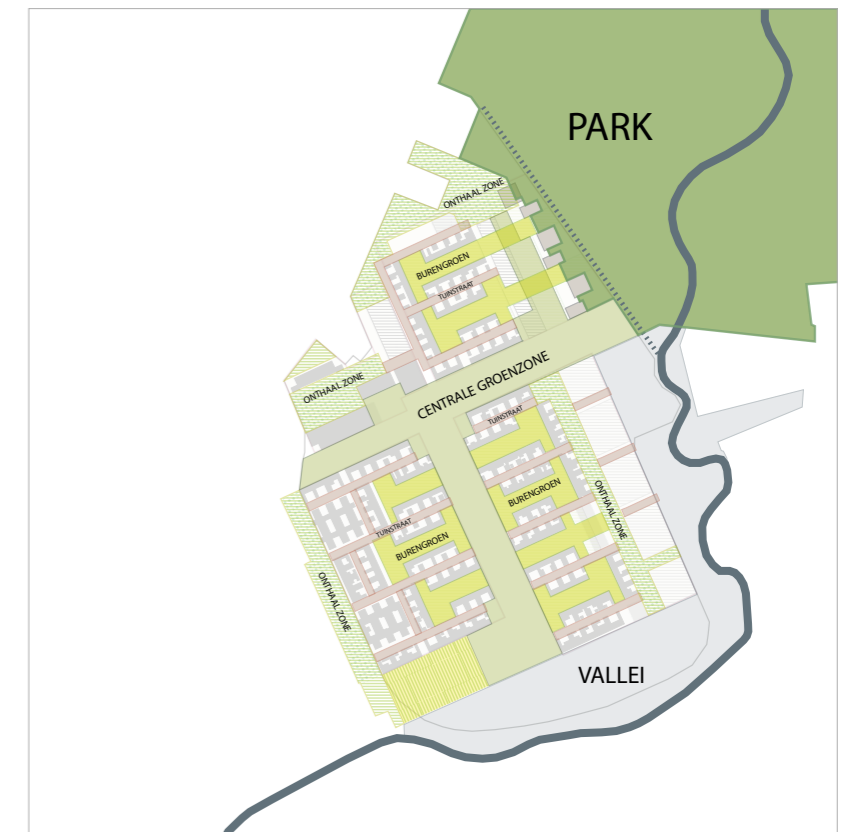 PARK
ONTHAAL ZONE
BURENGROEN
TUINSTRAAT
CENTRALE GROENZONE
ONTHAAL ZONE
TUINSTRAAT
BURENGROEN
ONTHAAL ZONE
TUINSTRAAT
BURENGROEN
ONTHAAL ZONE
VALLEI